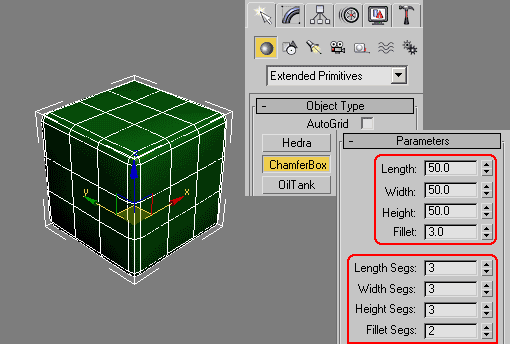 Extended Primitives
- Object Type
AutoGrid
Hedra
ChamferBox
OilTank
- Parameters
Length: 50.0
Width: 50.0
Height: 50.0
Fillet: 3.0
Length Segs: 3
Width Segs: 3
Height Segs: 3
Fillet Segs: 2
z
y
x